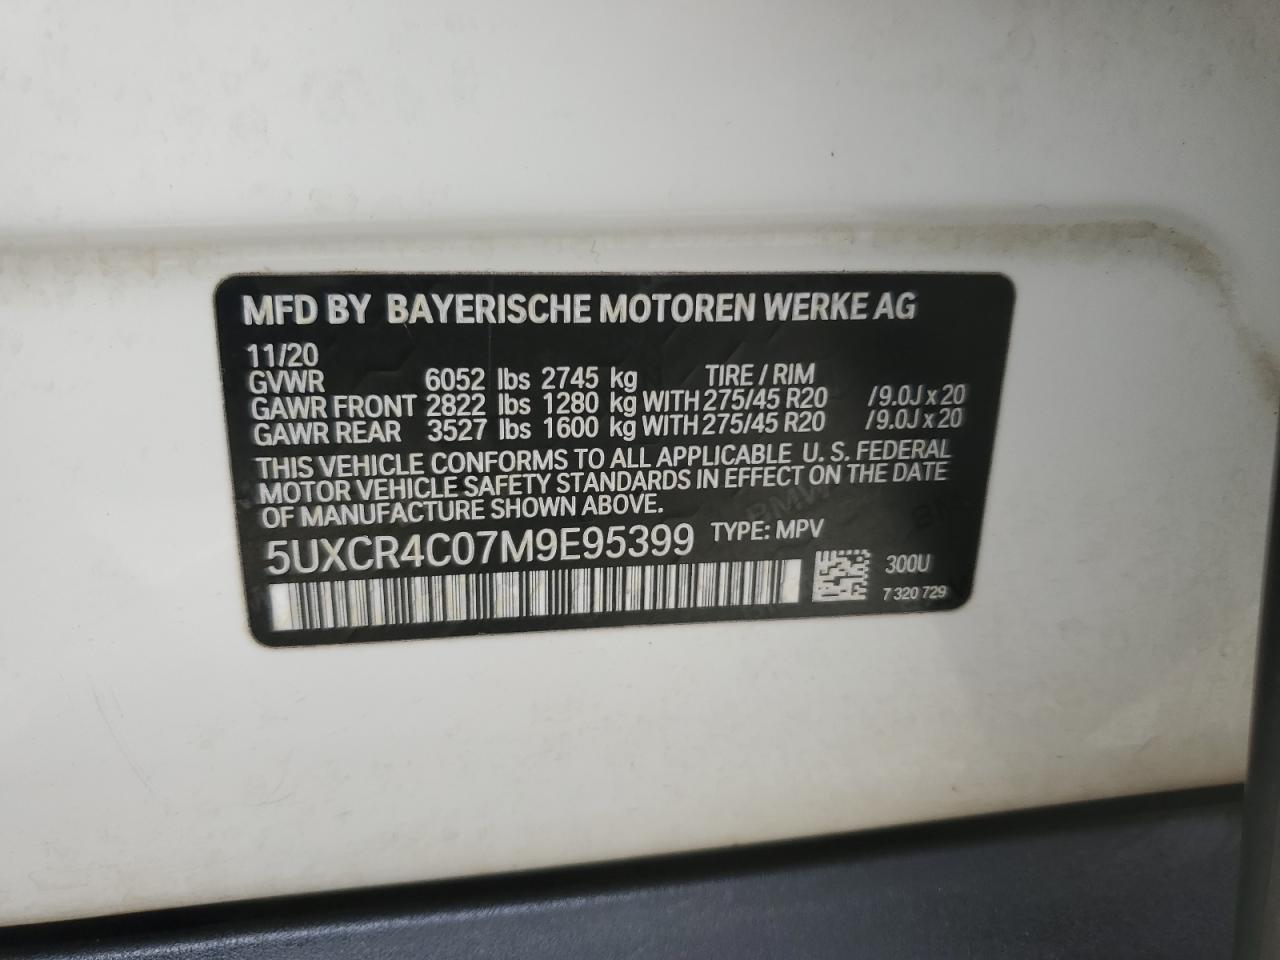 MFD BY BAYERISCHE MOTOREN WERKE AG
11/20
GVWR 6052 lbs 2745 kg TIRE / RIM
GAWR FRONT 2822 lbs 1280 kg WITH 275/45 R20 /9.0J x 20
GAWR REAR 3527 lbs 1600 kg WITH 275/45 R20 /9.0J x 20
THIS VEHICLE CONFORMS TO ALL APPLICABLE U. S. FEDERAL
MOTOR VEHICLE SAFETY STANDARDS IN EFFECT ON THE DATE
OF MANUFACTURE SHOWN ABOVE.
5UXCR4C07M9E95399 TYPE: MPV
300U
7 320 729